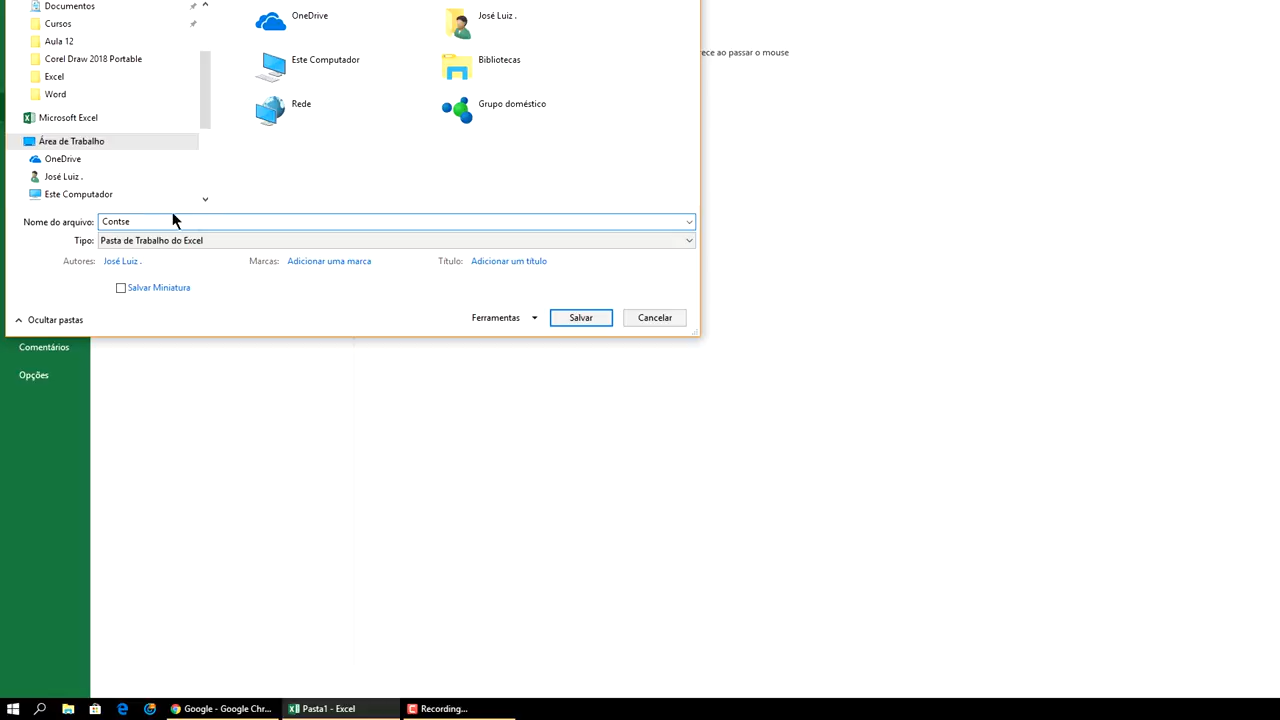 Documentos
OneDrive
José Luiz .
Cursos
Aula 12
rece ao passar o mouse
Corel Draw 2018 Portable
Este Computador
Bibliotecas
Excel
Word
Rede
Grupo doméstico
Microsoft Excel
Área de Trabalho
OneDrive
José Luiz .
Este Computador
Nome do arquivo: Contse
Tipo: Pasta de Trabalho do Excel
Autores: José Luiz . Marcas: Adicionar uma marca Título: Adicionar um título
Salvar Miniatura
Ocultar pastas Ferramentas Salvar Cancelar
Comentários
Opções
Google - Google Chr... Pasta1 - Excel Recording...